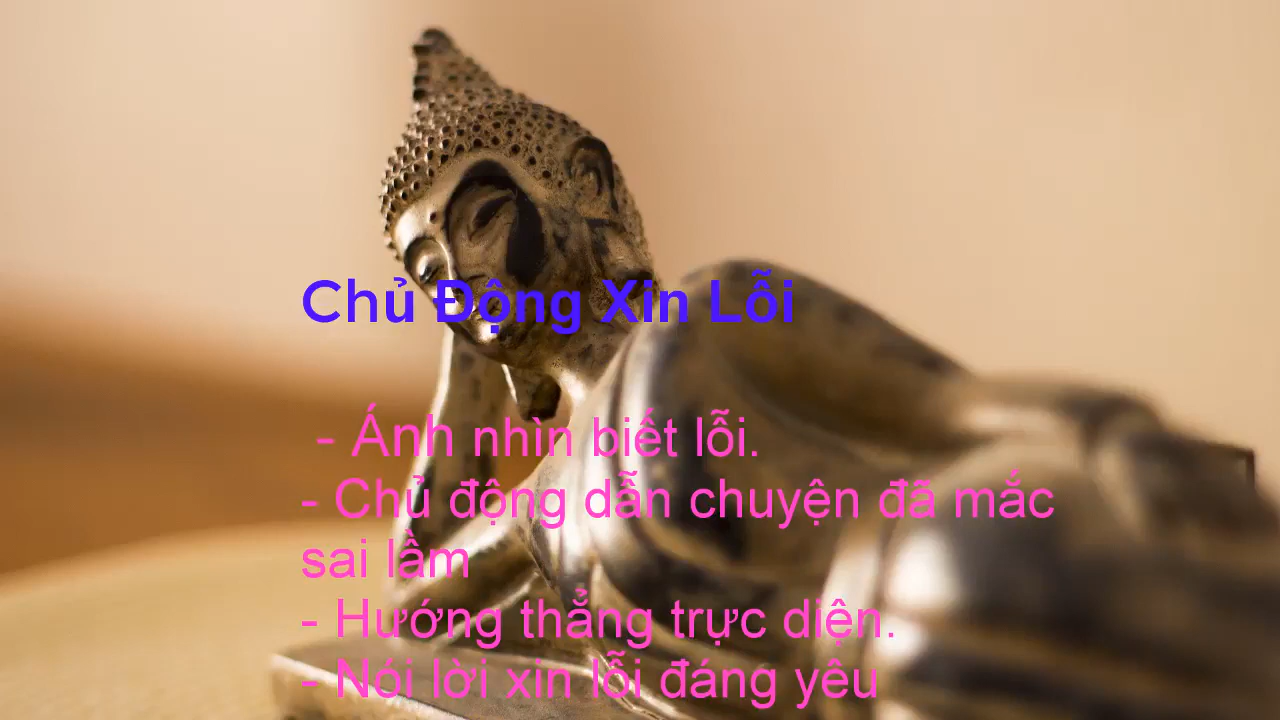 Chủ Động Xin Lỗi
- Ánh nhìn biết lỗi.
- Chủ động dẫn chuyện đã mắc
sai lầm
- Hướng thẳng trực diện.
- Nói lời xin lỗi đáng yêu